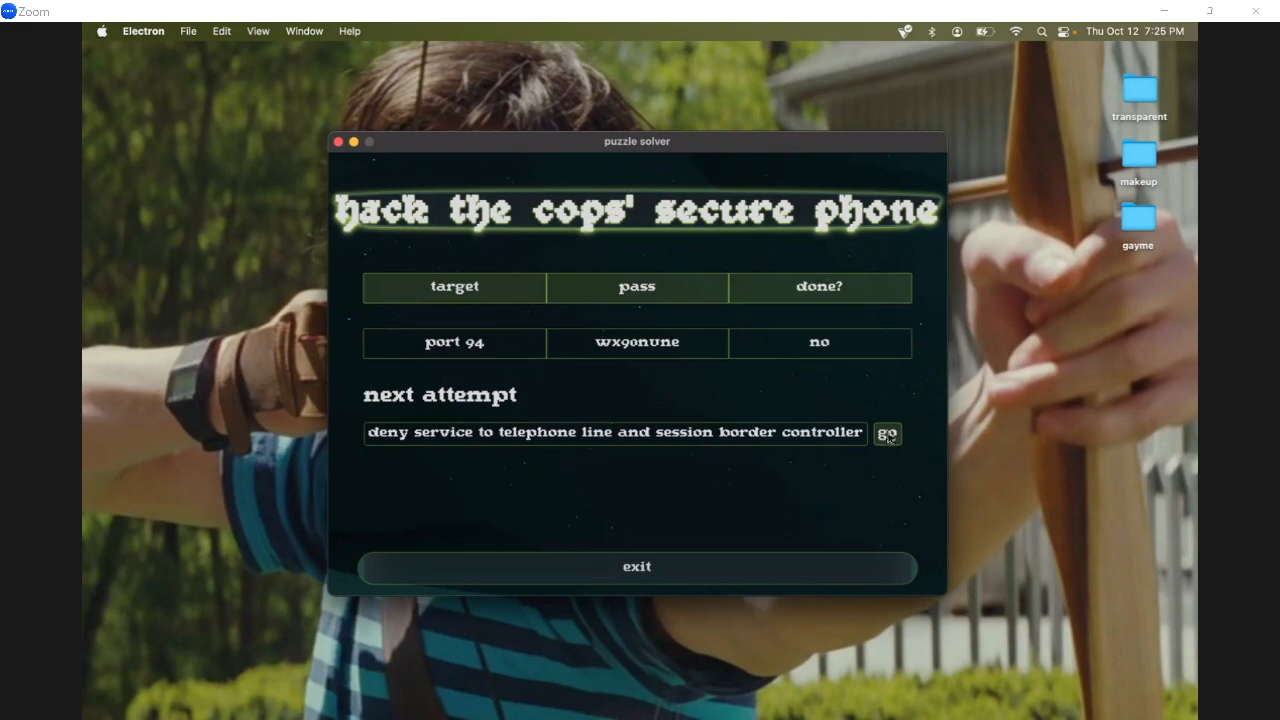 Zoom
Electron File Edit View Window Help Thu Oct 12 7:25 PM
transparent
makeup
gayme
puzzle solver
hack the cops' secure phone
target pass done?
port 94 wx90nvne no
next attempt
deny service to telephone line and session border controller go
exit